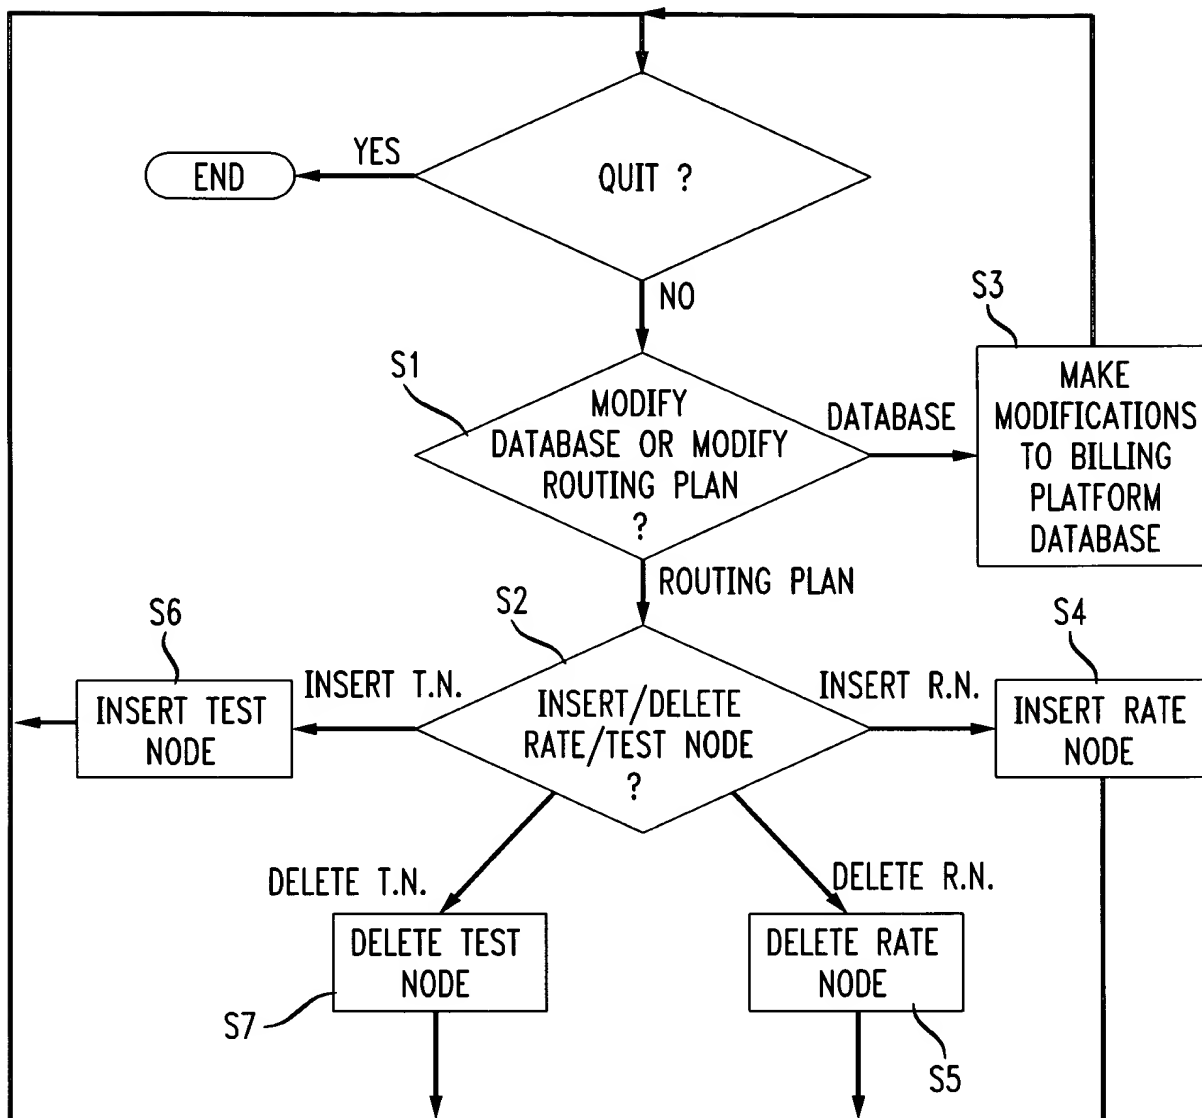 QUIT ?
YES
END
NO
S1
MODIFY
DATABASE OR MODIFY
ROUTING PLAN
?
DATABASE
S3
MAKE
MODIFICATIONS
TO BILLING
PLATFORM
DATABASE
ROUTING PLAN
S2
INSERT/DELETE
RATE/TEST NODE
?
S6
INSERT T.N.
INSERT TEST
NODE
INSERT R.N.
S4
INSERT RATE
NODE
DELETE T.N.
DELETE TEST
NODE
S7
DELETE R.N.
DELETE RATE
NODE
S5